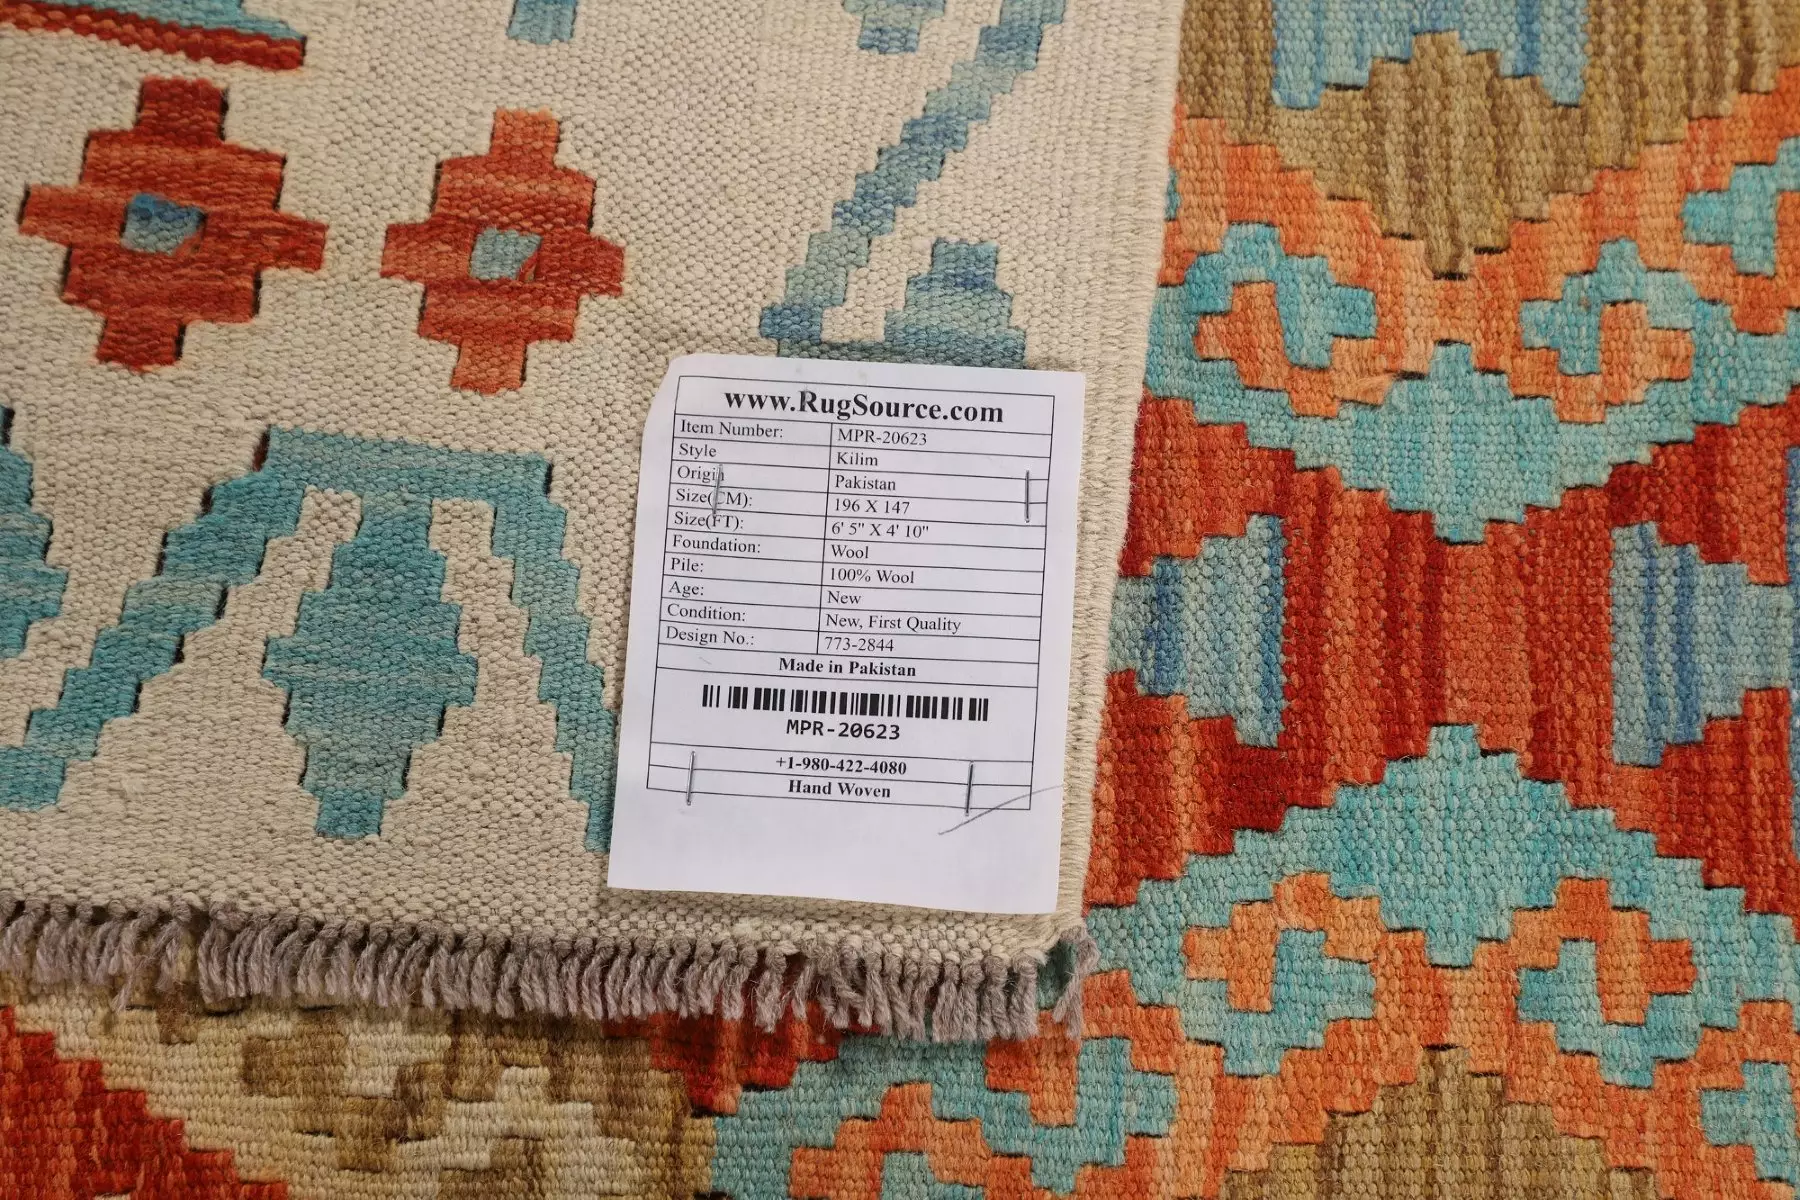 www.RugSource.com
Item Number: MPR-20623
Style Kilim
Origin Pakistan
Size(CM): 196 X 147
Size(FT): 6' 5" X 4' 10"
Foundation: Wool
Pile: 100% Wool
Age: New
Condition: New, First Quality
Design No.: 773-2844
Made in Pakistan
MPR-20623
+1-980-422-4080
Hand Woven